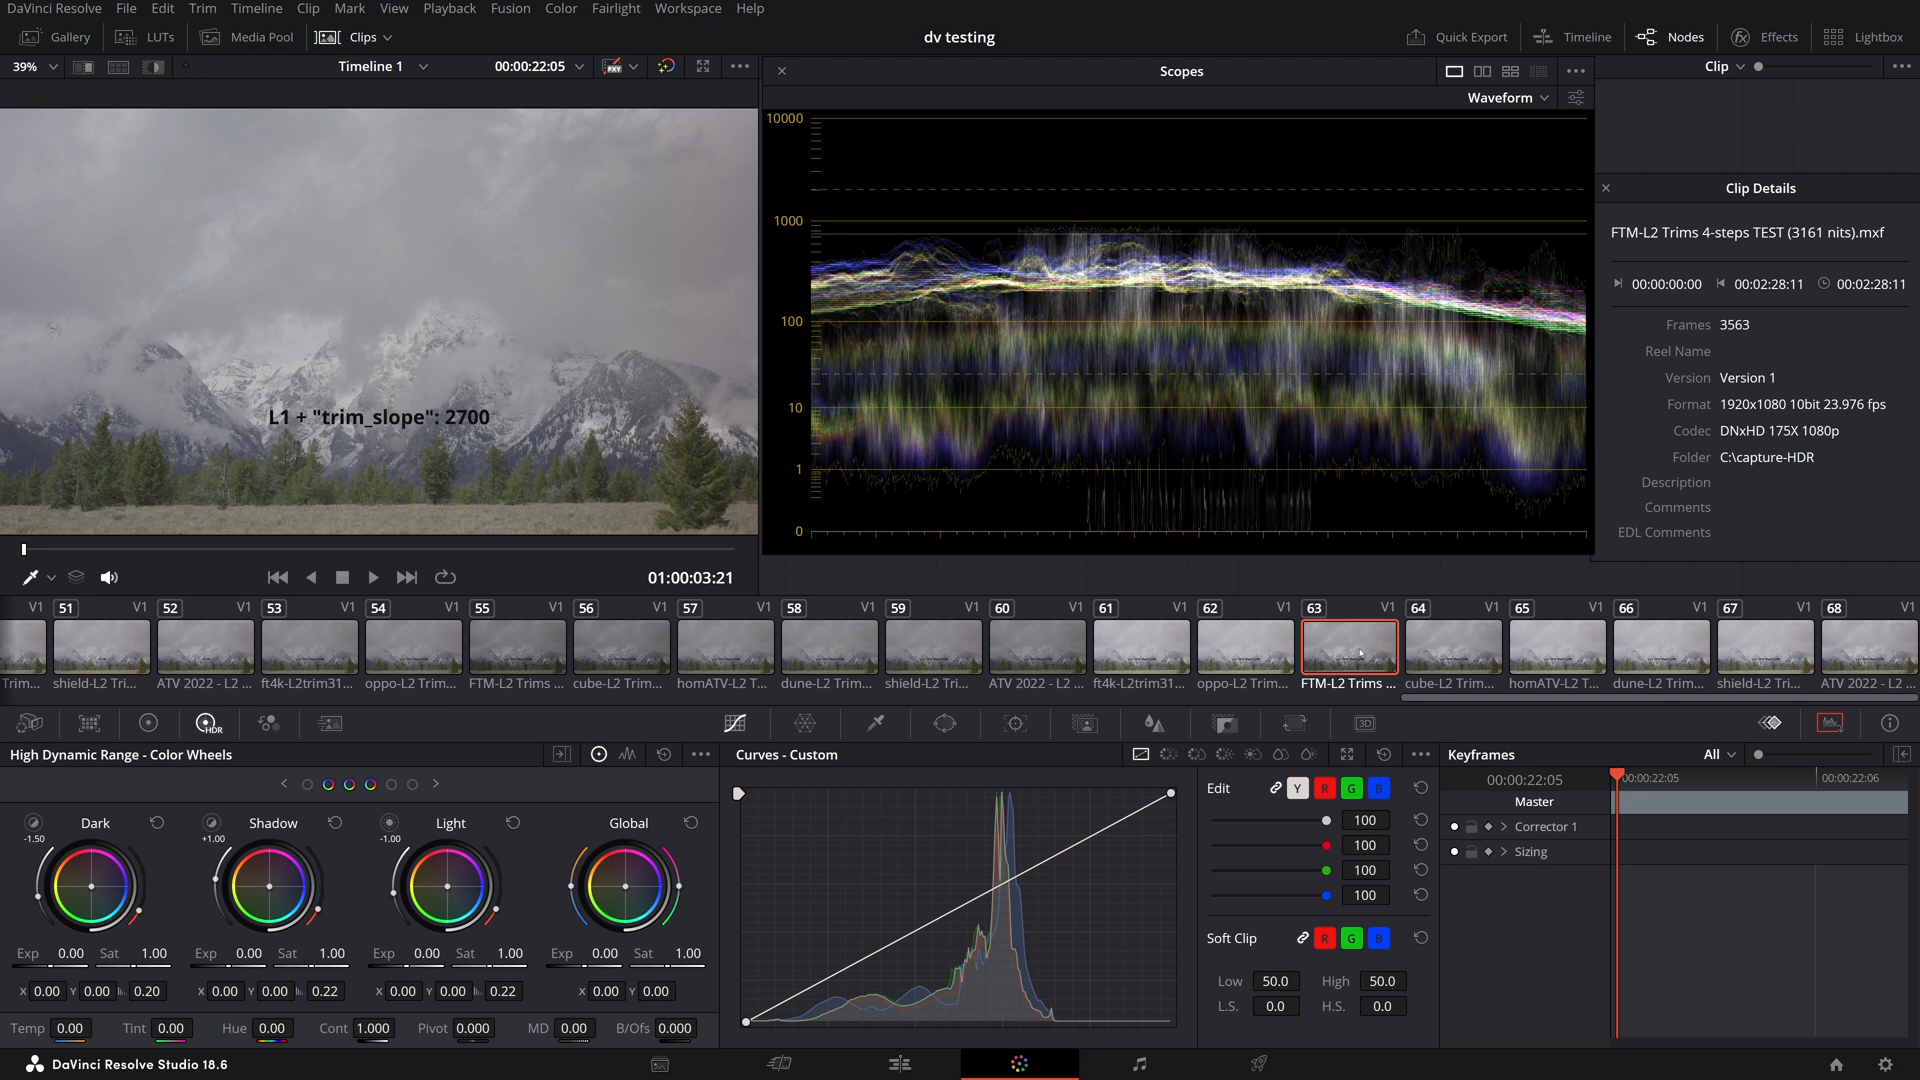 DaVinci Resolve File Edit Trim Timeline Clip Mark View Playback Fusion Color Fairlight Workspace Help
Gallery LUTs Media Pool Clips dv testing Quick Export Timeline Nodes Effects Lightbox
39% Timeline 1 00:00:22:05 PXY Scopes Clip
Waveform
10000
1000
100
10
1
0
L1 + "trim_slope": 2700
Clip Details
FTM-L2 Trims 4-steps TEST (3161 nits).mxf
00:00:00:00 00:02:28:11 00:02:28:11
Frames 3563
Reel Name
Version Version 1
Format 1920x1080 10bit 23.976 fps
Codec DNxHD 175X 1080p
Folder C:\capture-HDR
Description
Comments
EDL Comments
01:00:03:21
V1 51 V1 52 V1 53 V1 54 V1 55 V1 56 V1 57 V1 58 V1 59 V1 60 V1 61 V1 62 V1 63 V1 64 V1 65 V1 66 V1 67 V1 68 V1
Trim... shield-L2 Tri... ATV 2022 - L2 ... ft4k-L2trim31... oppo-L2 Trim... FTM-L2 Trims ... cube-L2 Trim... homATV-L2 T... dune-L2 Trim... shield-L2 Tri... ATV 2022 - L2 ... ft4k-L2trim31... oppo-L2 Trim... FTM-L2 Trims ... cube-L2 Trim... homATV-L2 T... dune-L2 Trim... shield-L2 Tri... ATV 2022 - L2 ...
HDR 3D
High Dynamic Range - Color Wheels
Dark Shadow Light Global
-1.50 +1.00 -1.00
Exp 0.00 Sat 1.00 Exp 0.00 Sat 1.00 Exp 0.00 Sat 1.00 Exp 0.00 Sat 1.00
X 0.00 Y 0.00 0.20 X 0.00 Y 0.00 0.22 X 0.00 Y 0.00 0.22 X 0.00 Y 0.00
Temp 0.00 Tint 0.00 Hue 0.00 Cont 1.000 Pivot 0.000 MD 0.00 B/Ofs 0.000
Curves - Custom
Edit Y R G B
100
100
100
100
Soft Clip R G B
Low 50.0 High 50.0
L.S. 0.0 H.S. 0.0
Keyframes All
00:00:22:05 00:00:22:05 00:00:22:06
Master
Corrector 1
Sizing
DaVinci Resolve Studio 18.6